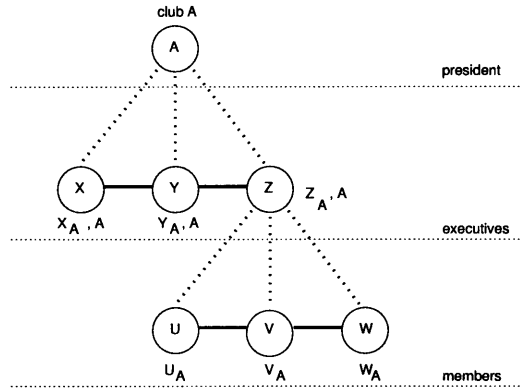 club A
A
president
X Y Z
X_A , A Y_A , A Z_A , A
executives
U V W
U_A V_A W_A
members